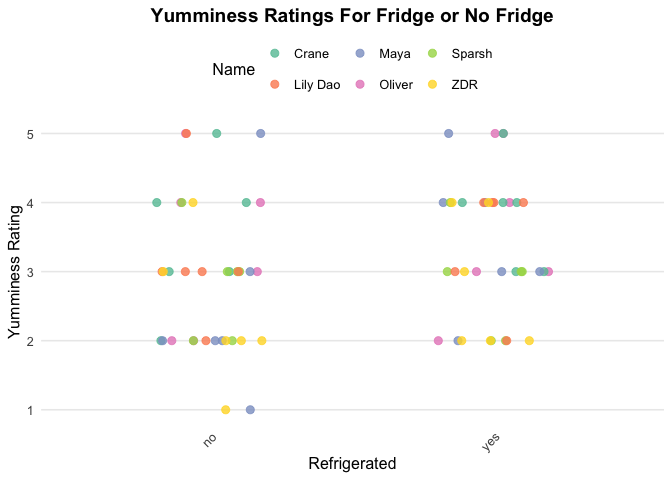 Yumminess Ratings For Fridge or No Fridge
Name
Crane
Maya
Sparsh
Lily Dao
Oliver
ZDR
Yumminess Rating
5
4
3
2
1
no
yes
Refrigerated